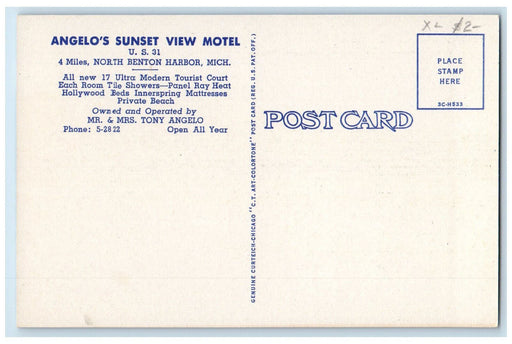 ANGELO'S SUNSET VIEW MOTEL
U. S. 31
4 Miles, NORTH BENTON HARBOR, MICH.
All new 17 Ultra Modern Tourist Court
Each Room Tile Showers—Panel Ray Heat
Hollywood Beds Innerspring Mattresses
Private Beach
Owned and Operated by
MR. & MRS. TONY ANGELO
Phone: 5-2822 Open All Year
GENUINE CURTEICH-CHICAGO "C.T. ART-COLORTONE" POST CARD (REG. U.S. PAT. OFF.)
POST CARD
XL $2-
PLACE
STAMP
HERE
3C-H533